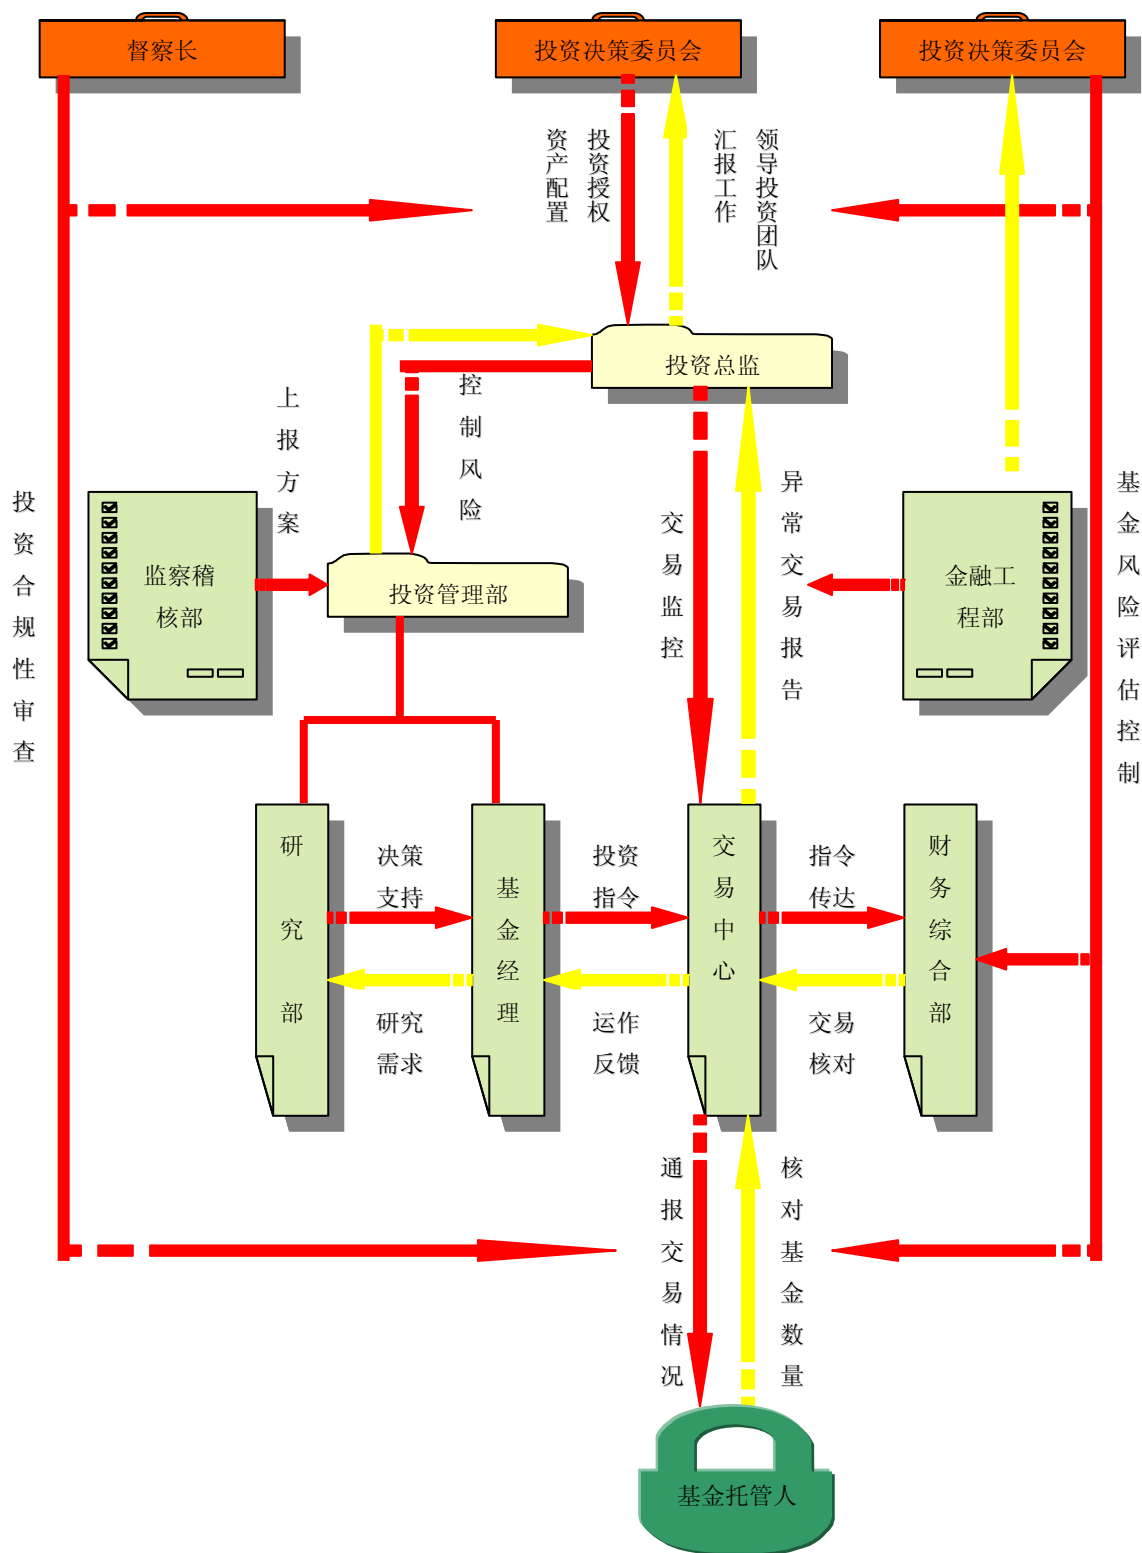 督察长
投资决策委员会
投资决策委员会
资产配置
投资授权
汇报工作
领导投资团队
投资总监
上报方案
控制风险
投资合规性审查
监察稽
核部
投资管理部
交易监控
异常交易报告
金融工
程部
基金风险评估控制
研究部
决策
支持
研究
需求
基金经理
投资
指令
运作
反馈
交易中心
指令
传达
交易
核对
财务综合部
通报交易情况
核对基金数量
基金托管人